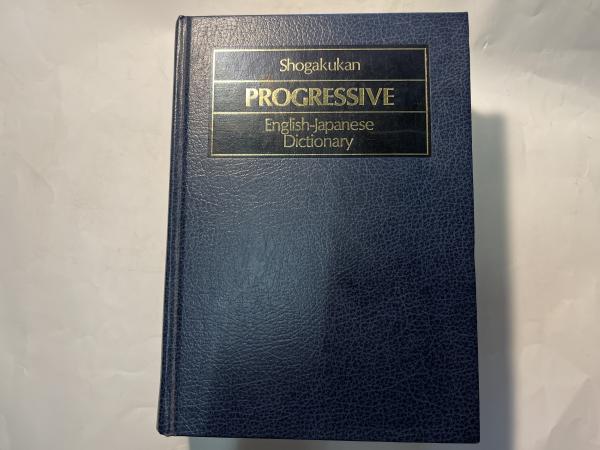 Shogakukan
PROGRESSIVE
English-Japanese
Dictionary